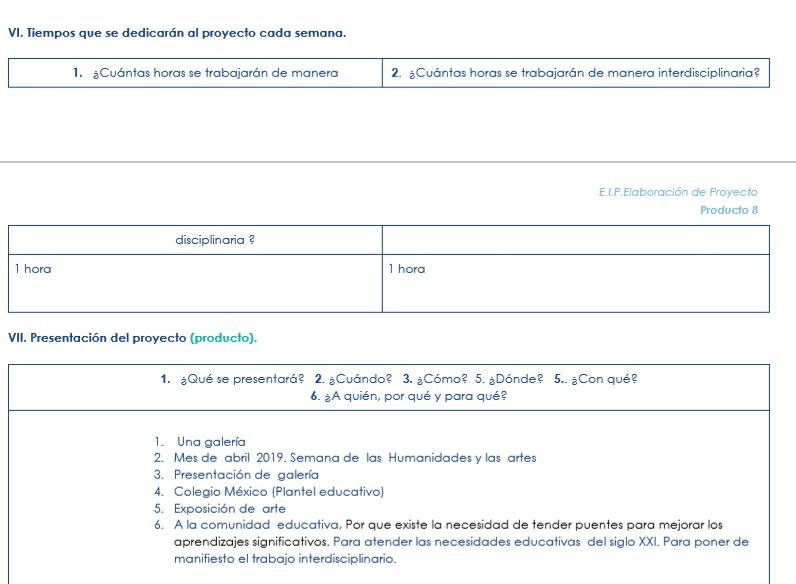 VI. Tiempos que se dedicarán al proyecto cada semana.
1. ¿Cuántas horas se trabajarán de manera
2. ¿Cuántas horas se trabajarán de manera interdisciplinaria?
E.I.P.Elaboración de Proyecto
Producto 8
disciplinaria ?
1 hora
1 hora
VII. Presentación del proyecto (producto).
1. ¿Qué se presentará? 2. ¿Cuándo? 3. ¿Cómo? 5. ¿Dónde? 5.. ¿Con qué?
6. ¿A quién, por qué y para qué?
1. Una galería
2. Mes de abril 2019. Semana de las Humanidades y las artes
3. Presentación de galería
4. Colegio México (Plantel educativo)
5. Exposición de arte
6. A la comunidad educativa, Por que existe la necesidad de tender puentes para mejorar los
aprendizajes significativos. Para atender las necesidades educativas del siglo XXI. Para poner de
manifiesto el trabajo interdisciplinario.